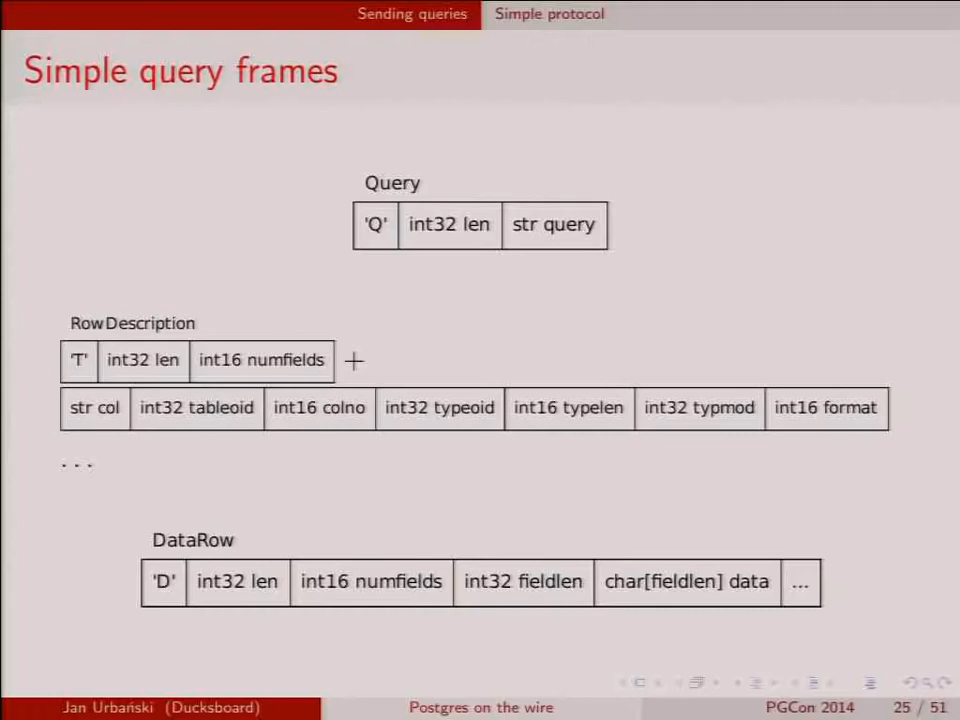 Sending queries Simple protocol
Simple query frames
Query
'Q' int32 len str query
RowDescription
'T' int32 len int16 numfields +
str col int32 tableoid int16 colno int32 typeoid int16 typelen int32 typmod int16 format
...
DataRow
'D' int32 len int16 numfields int32 fieldlen char[fieldlen] data ...
Jan Urbański (Ducksboard) Postgres on the wire PGCon 2014 25 / 51